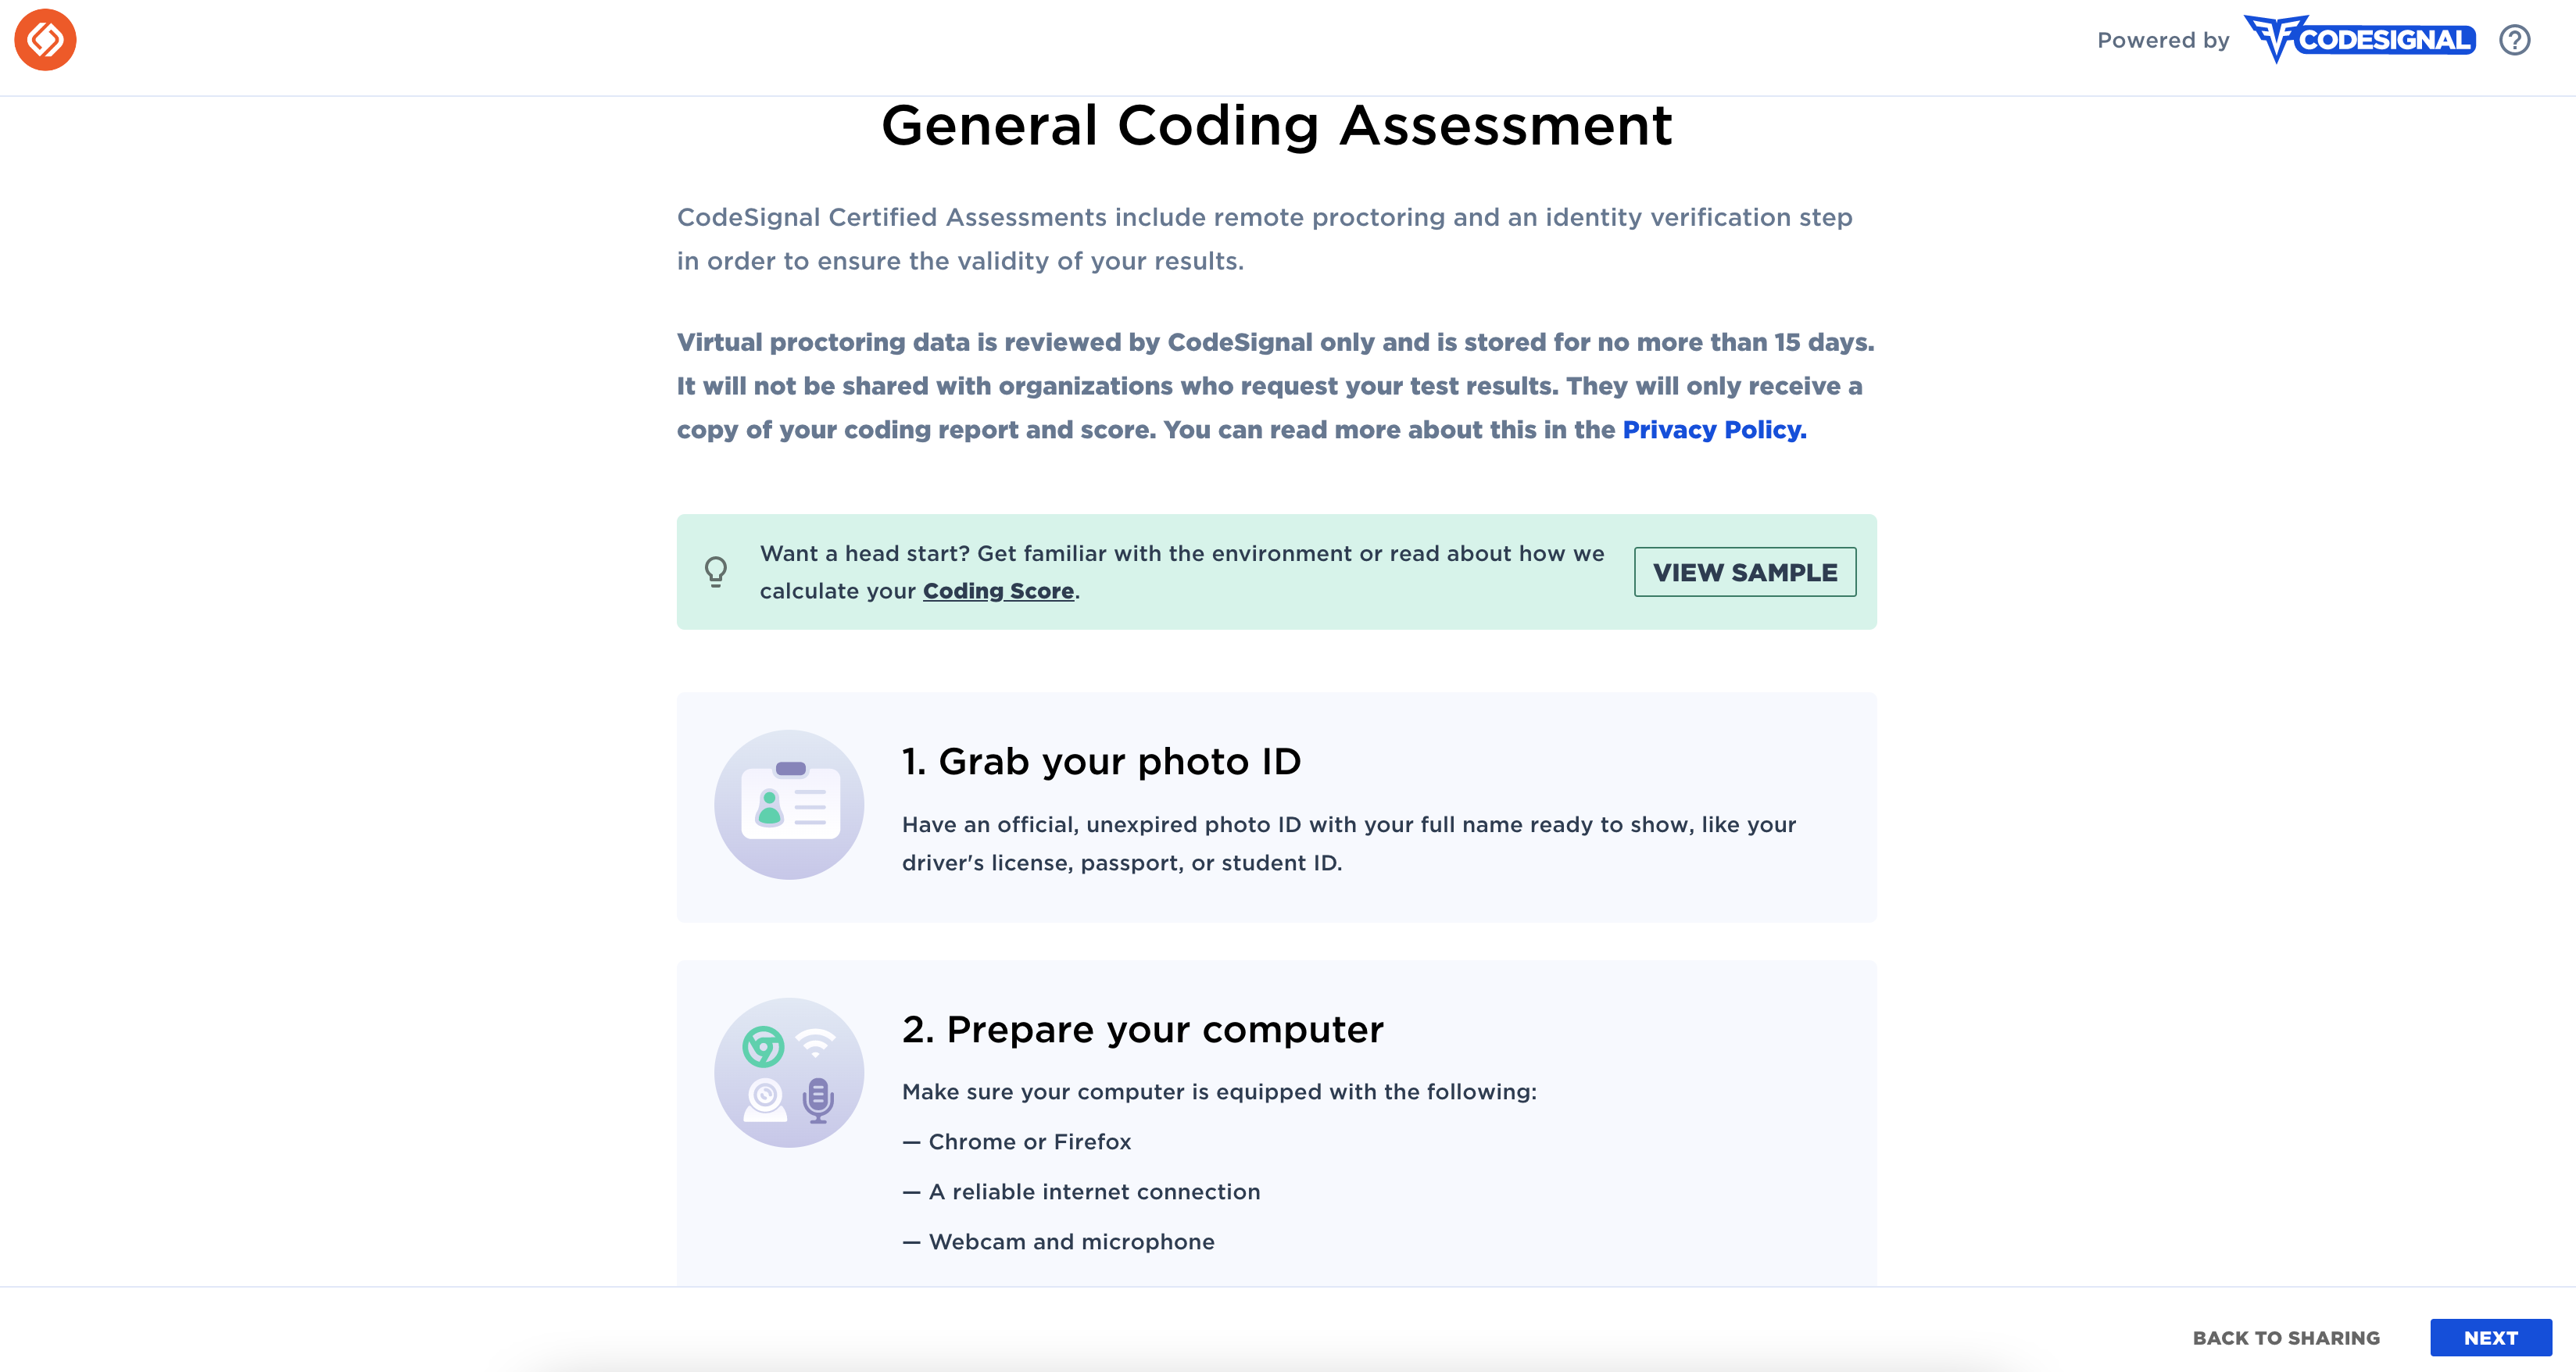 Powered by CODESIGNAL ?
General Coding Assessment
CodeSignal Certified Assessments include remote proctoring and an identity verification step
in order to ensure the validity of your results.
Virtual proctoring data is reviewed by CodeSignal only and is stored for no more than 15 days.
It will not be shared with organizations who request your test results. They will only receive a
copy of your coding report and score. You can read more about this in the Privacy Policy.
Want a head start? Get familiar with the environment or read about how we
calculate your Coding Score.
VIEW SAMPLE
1. Grab your photo ID
Have an official, unexpired photo ID with your full name ready to show, like your
driver's license, passport, or student ID.
2. Prepare your computer
Make sure your computer is equipped with the following:
— Chrome or Firefox
— A reliable internet connection
— Webcam and microphone
BACK TO SHARING
NEXT